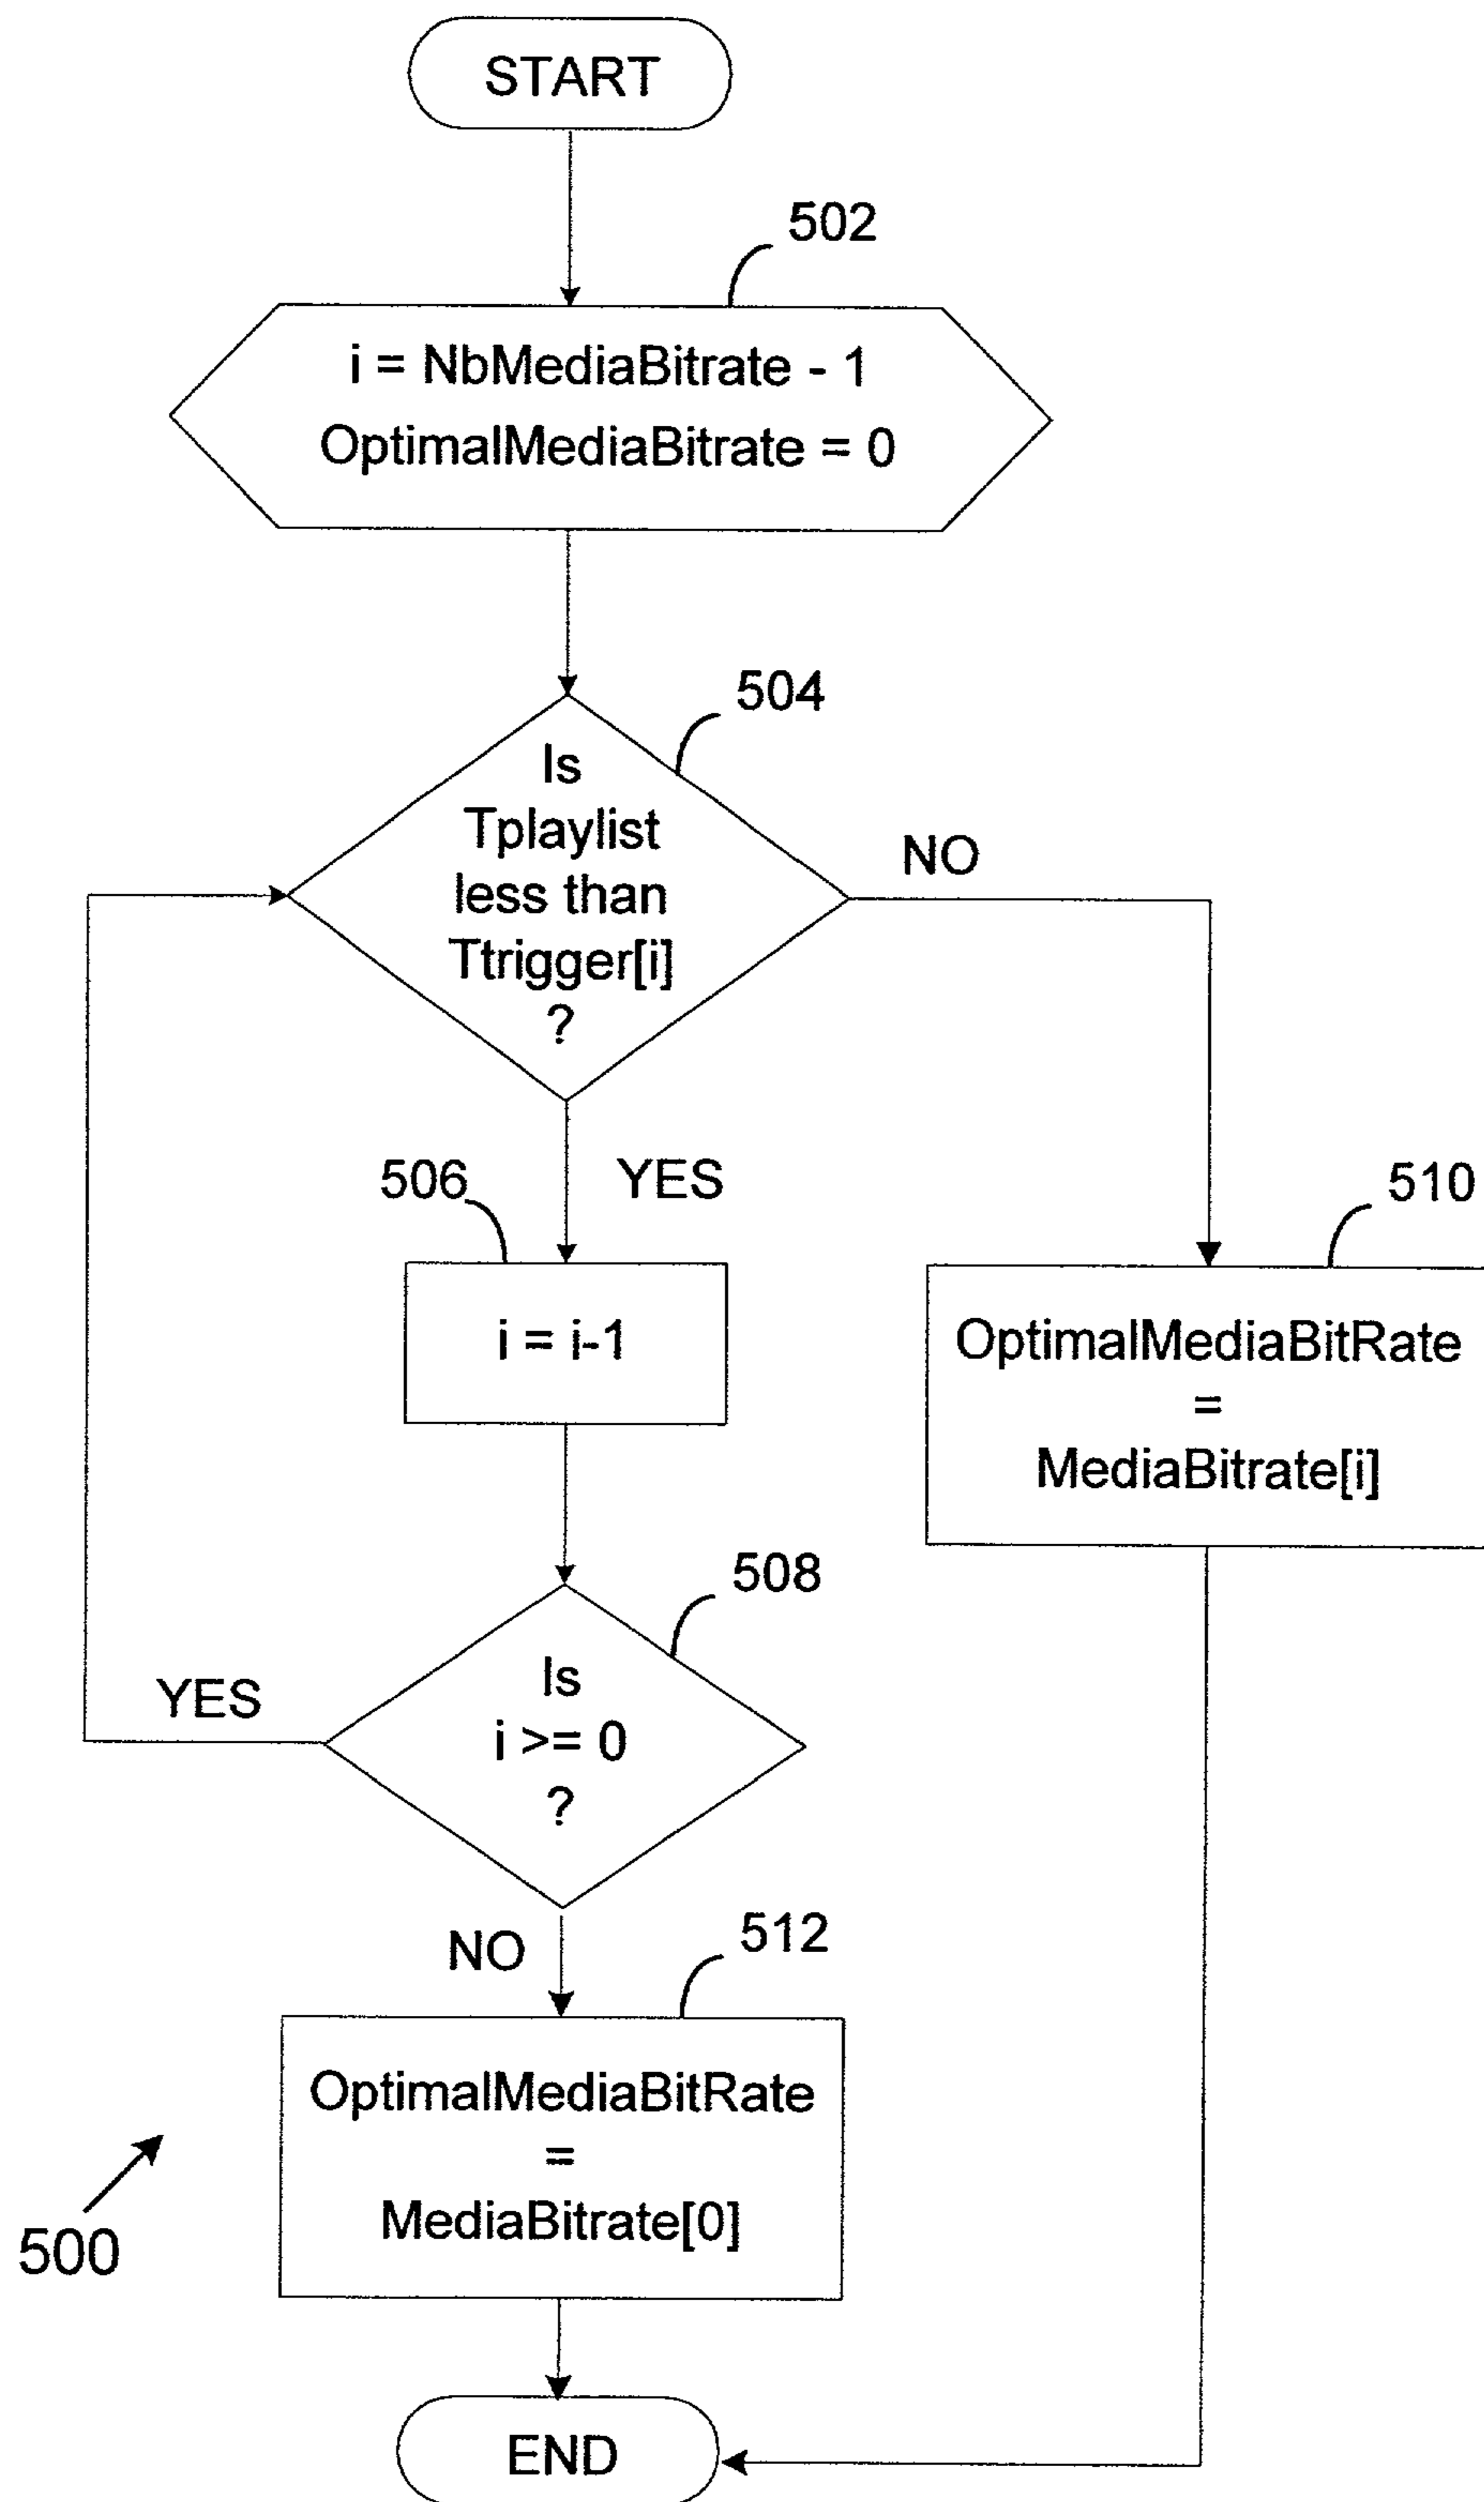 START
502
i = NbMediaBitrate - 1
OptimalMediaBitrate = 0
504
Is
Tplaylist
less than
Ttrigger[i]
?
NO
YES
506
i = i-1
510
OptimalMediaBitRate
=
MediaBitrate[i]
508
Is
i >= 0
?
YES
NO
512
OptimalMediaBitRate
=
MediaBitrate[0]
500
END